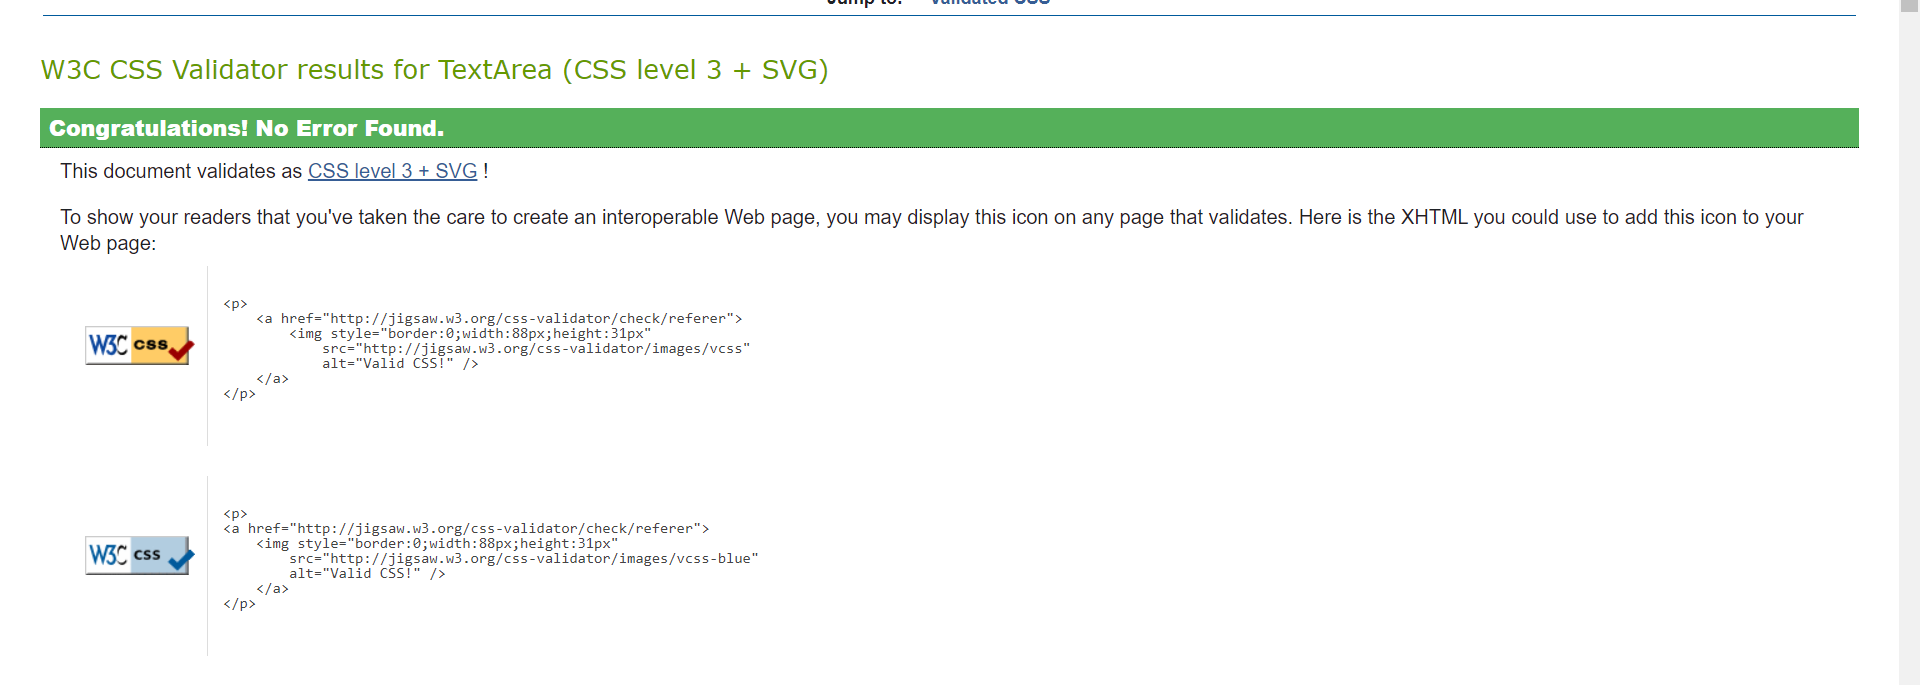 Jump to: Validated CSS
W3C CSS Validator results for TextArea (CSS level 3 + SVG)
Congratulations! No Error Found.
This document validates as CSS level 3 + SVG !
To show your readers that you've taken the care to create an interoperable Web page, you may display this icon on any page that validates. Here is the XHTML you could use to add this icon to your
Web page:
W3C css
<p>
    <a href="http://jigsaw.w3.org/css-validator/check/referer">
        <img style="border:0;width:88px;height:31px"
            src="http://jigsaw.w3.org/css-validator/images/vcss"
            alt="Valid CSS!" />
    </a>
</p>
W3C css
<p>
<a href="http://jigsaw.w3.org/css-validator/check/referer">
    <img style="border:0;width:88px;height:31px"
        src="http://jigsaw.w3.org/css-validator/images/vcss-blue"
        alt="Valid CSS!" />
    </a>
</p>